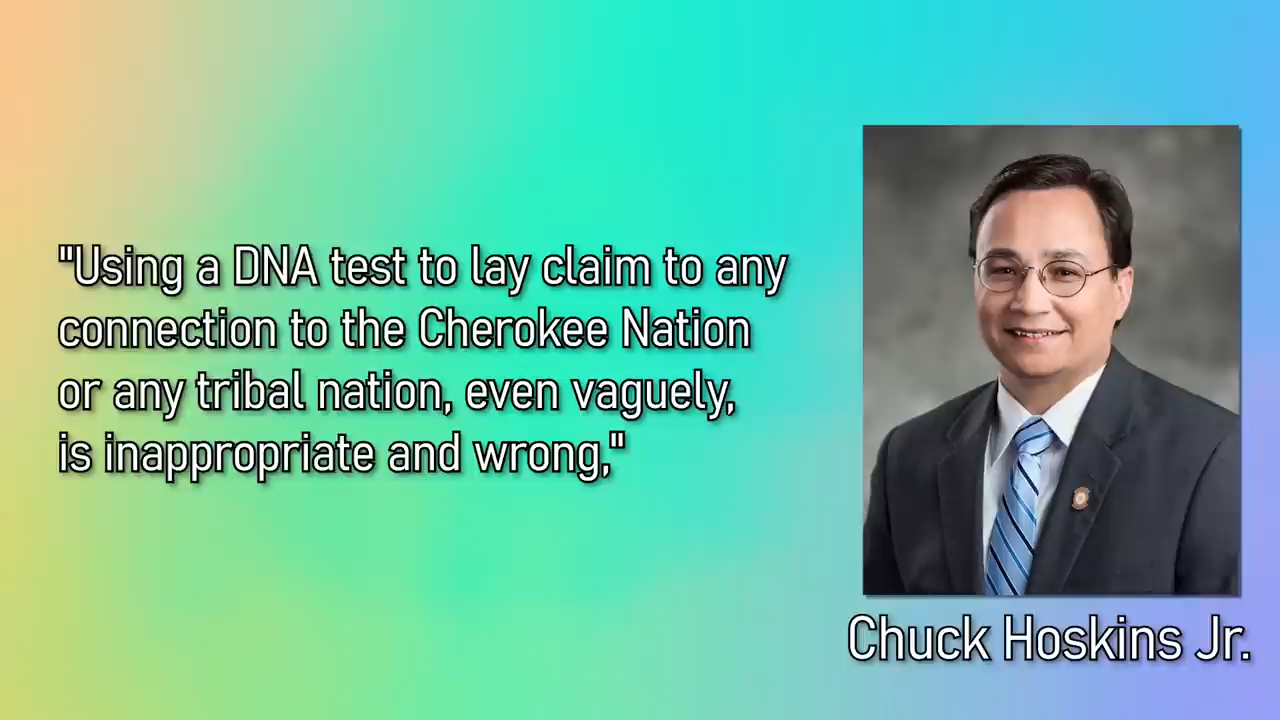 "Using a DNA test to lay claim to any
connection to the Cherokee Nation
or any tribal nation, even vaguely,
is inappropriate and wrong,"
Chuck Hoskins Jr.